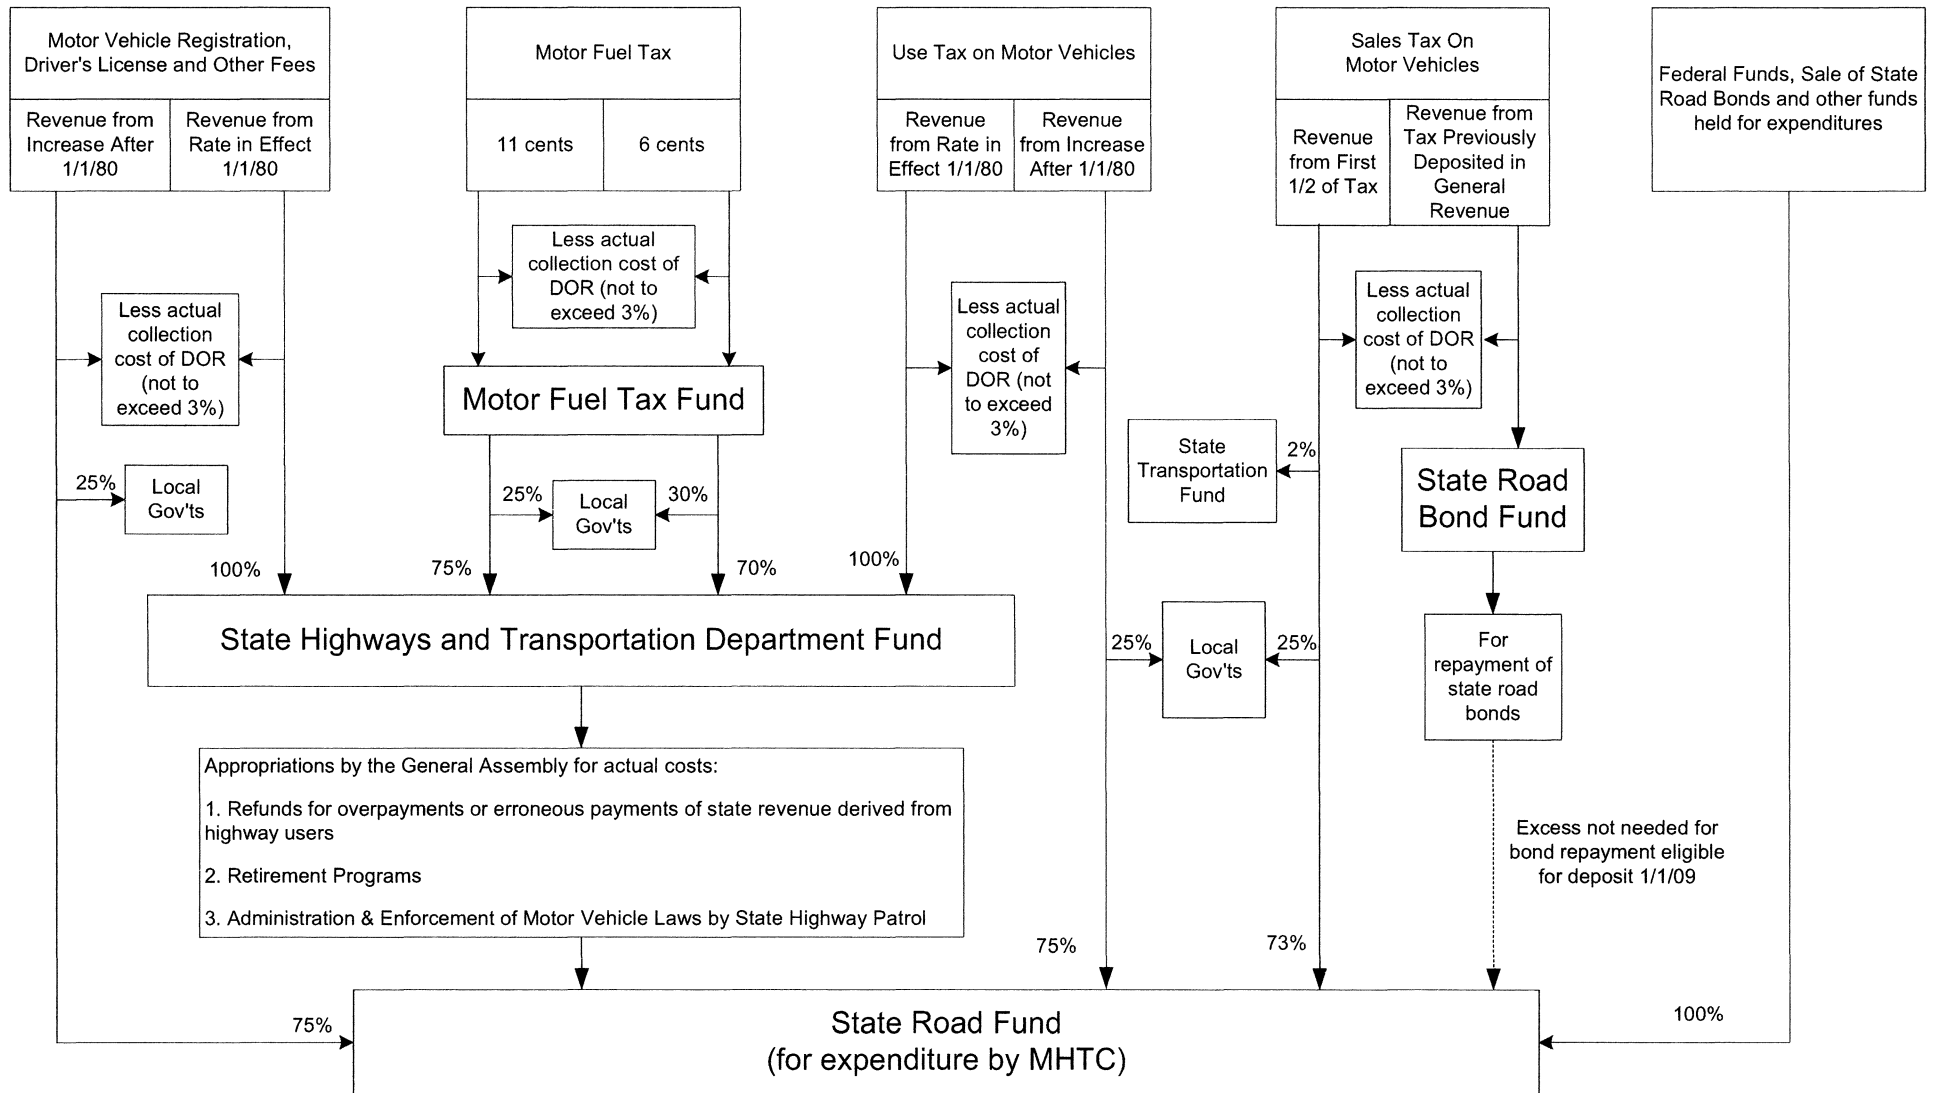 Motor Vehicle Registration,
Driver's License and Other Fees
Revenue from
Increase After
1/1/80
Revenue from
Rate in Effect
1/1/80
Motor Fuel Tax
11 cents
6 cents
Use Tax on Motor Vehicles
Revenue
from Rate in
Effect 1/1/80
Revenue
from Increase
After 1/1/80
Sales Tax On
Motor Vehicles
Revenue
from First
1/2 of Tax
Revenue from
Tax Previously
Deposited in
General
Revenue
Federal Funds, Sale of State
Road Bonds and other funds
held for expenditures
Less actual
collection
cost of DOR
(not to
exceed 3%)
Less actual
collection cost of
DOR (not to
exceed 3%)
Less actual
collection
cost of
DOR (not
to exceed
3%)
Less actual
collection
cost of DOR
(not to
exceed 3%)
Motor Fuel Tax Fund
State
Transportation
Fund
2%
State Road
Bond Fund
25%
Local
Gov'ts
25%
Local
Gov'ts
30%
100%
75%
70%
100%
State Highways and Transportation Department Fund
25%
Local
Gov'ts
25%
For
repayment of
state road
bonds
Appropriations by the General Assembly for actual costs:
1. Refunds for overpayments or erroneous payments of state revenue derived from
highway users
2. Retirement Programs
3. Administration & Enforcement of Motor Vehicle Laws by State Highway Patrol
Excess not needed for
bond repayment eligible
for deposit 1/1/09
75%
73%
75%
100%
State Road Fund
(for expenditure by MHTC)